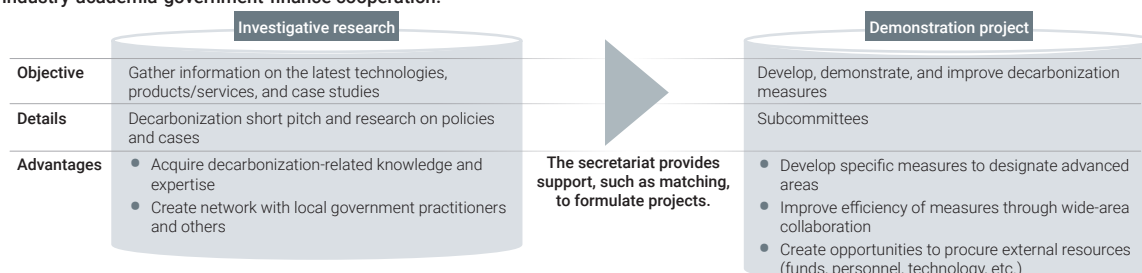 industry-academia-government-finance cooperation.
Investigative research
Demonstration project
Objective
Gather information on the latest technologies,
products/services, and case studies
Develop, demonstrate, and improve decarbonization
measures
Details
Decarbonization short pitch and research on policies
and cases
Subcommittees
Advantages
• Acquire decarbonization-related knowledge and
expertise
• Create network with local government practitioners
and others
The secretariat provides
support, such as matching,
to formulate projects.
• Develop specific measures to designate advanced
areas
• Improve efficiency of measures through wide-area
collaboration
• Create opportunities to procure external resources
(funds, personnel, technology, etc.)